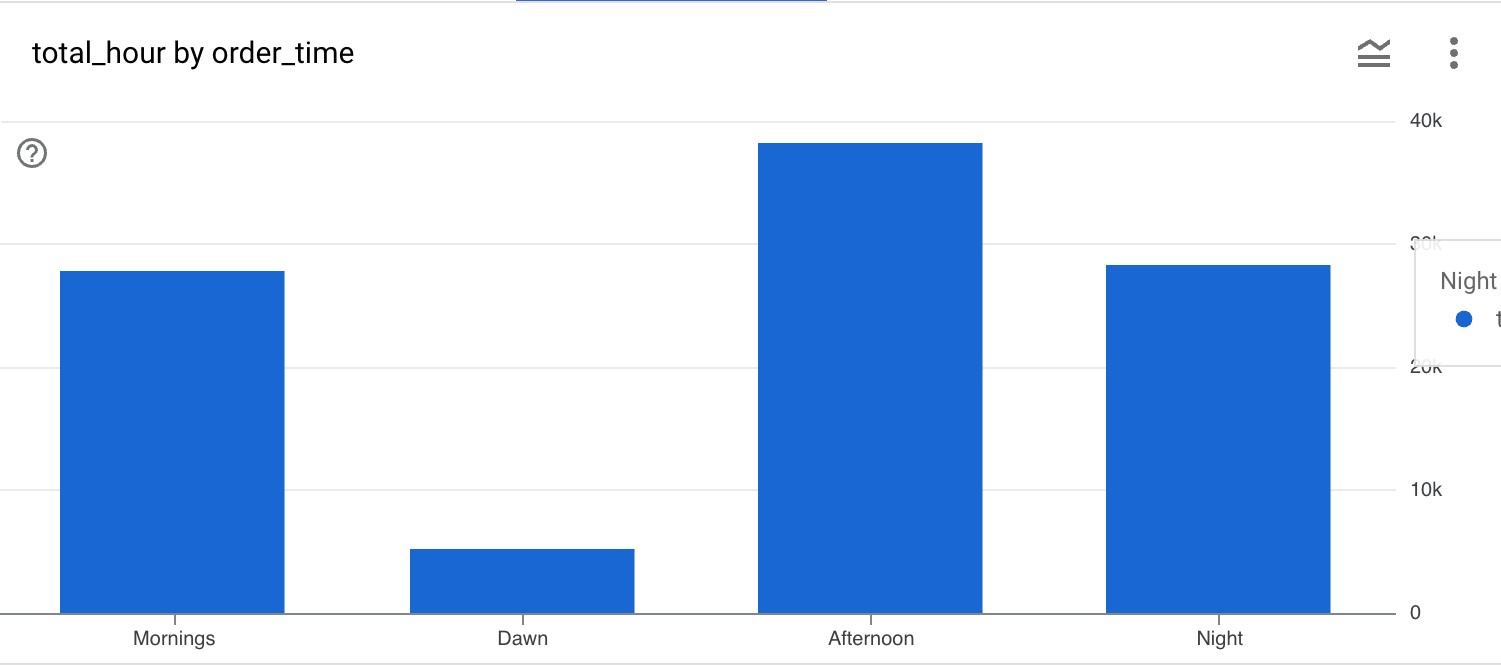 total_hour by order_time
40k
30k
Night
20k
10k
0
Mornings
Dawn
Afternoon
Night